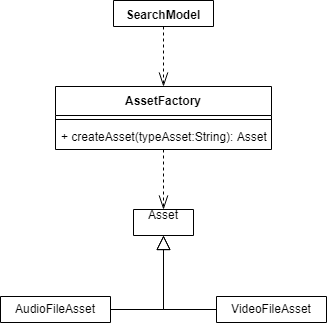 SearchModel
AssetFactory
+ createAsset(typeAsset:String): Asset
Asset
AudioFileAsset
VideoFileAsset